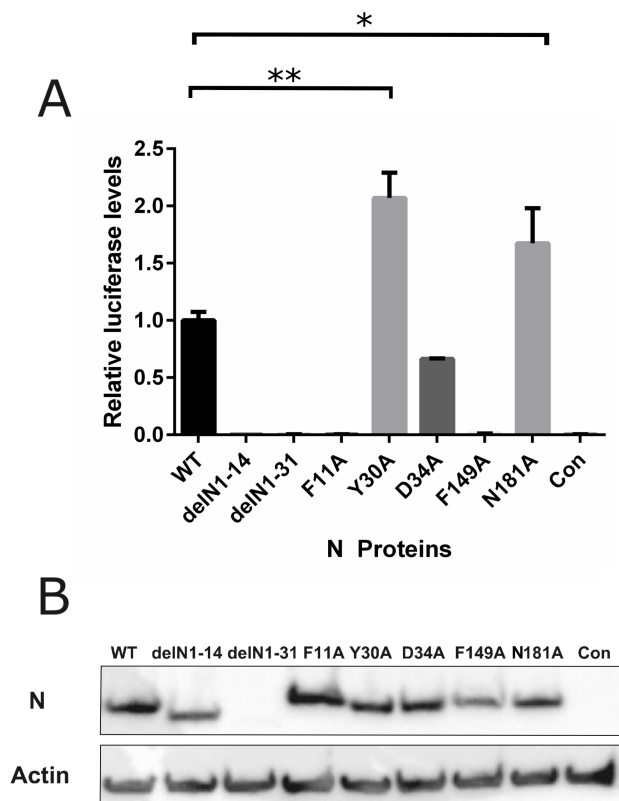 *
**
A
Relative luciferase levels
2.5
2.0
1.5
1.0
0.5
0.0
WT
delN1-14
delN1-31
F11A
Y30A
D34A
F149A
N181A
Con
N Proteins
B
WT delN1-14 delN1-31 F11A Y30A D34A F149A N181A Con
N
Actin